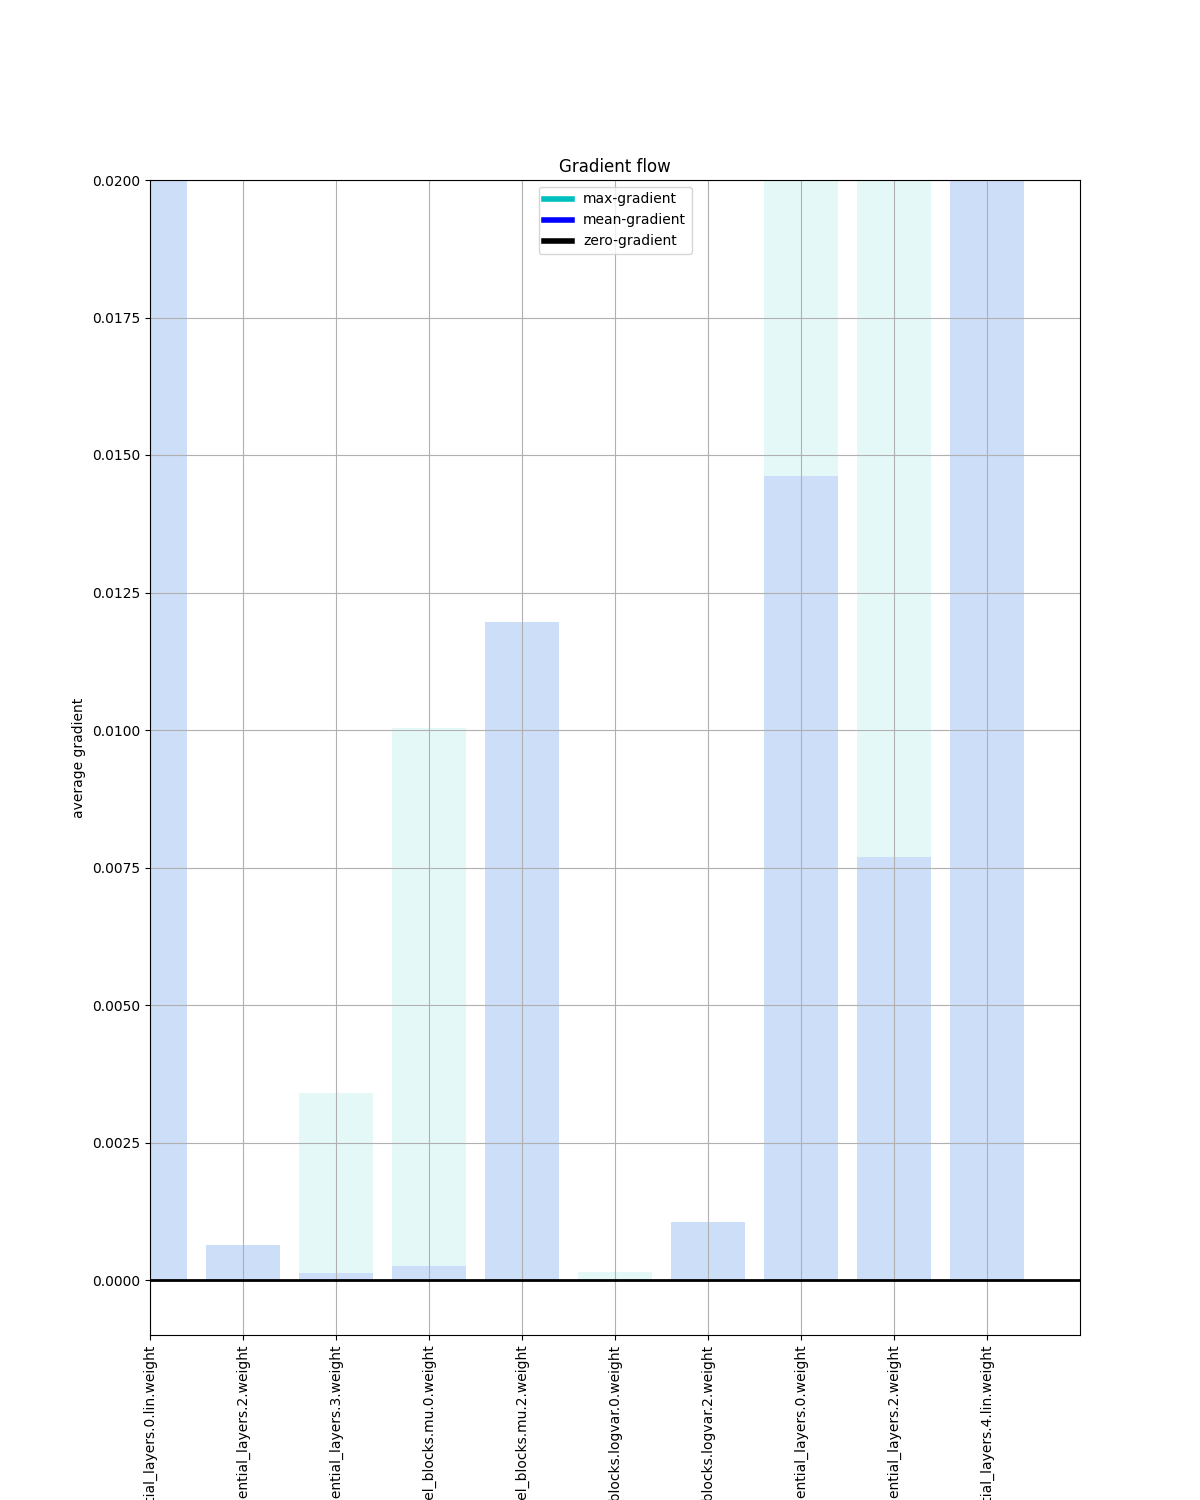 Gradient flow
max-gradient
mean-gradient
zero-gradient
0.0200
0.0175
0.0150
0.0125
0.0100
0.0075
0.0050
0.0025
0.0000
average gradient
tial_layers.0.lin.weight
ential_layers.2.weight
ential_layers.3.weight
el_blocks.mu.0.weight
el_blocks.mu.2.weight
blocks.logvar.0.weight
blocks.logvar.2.weight
ential_layers.0.weight
ential_layers.2.weight
tial_layers.4.lin.weight